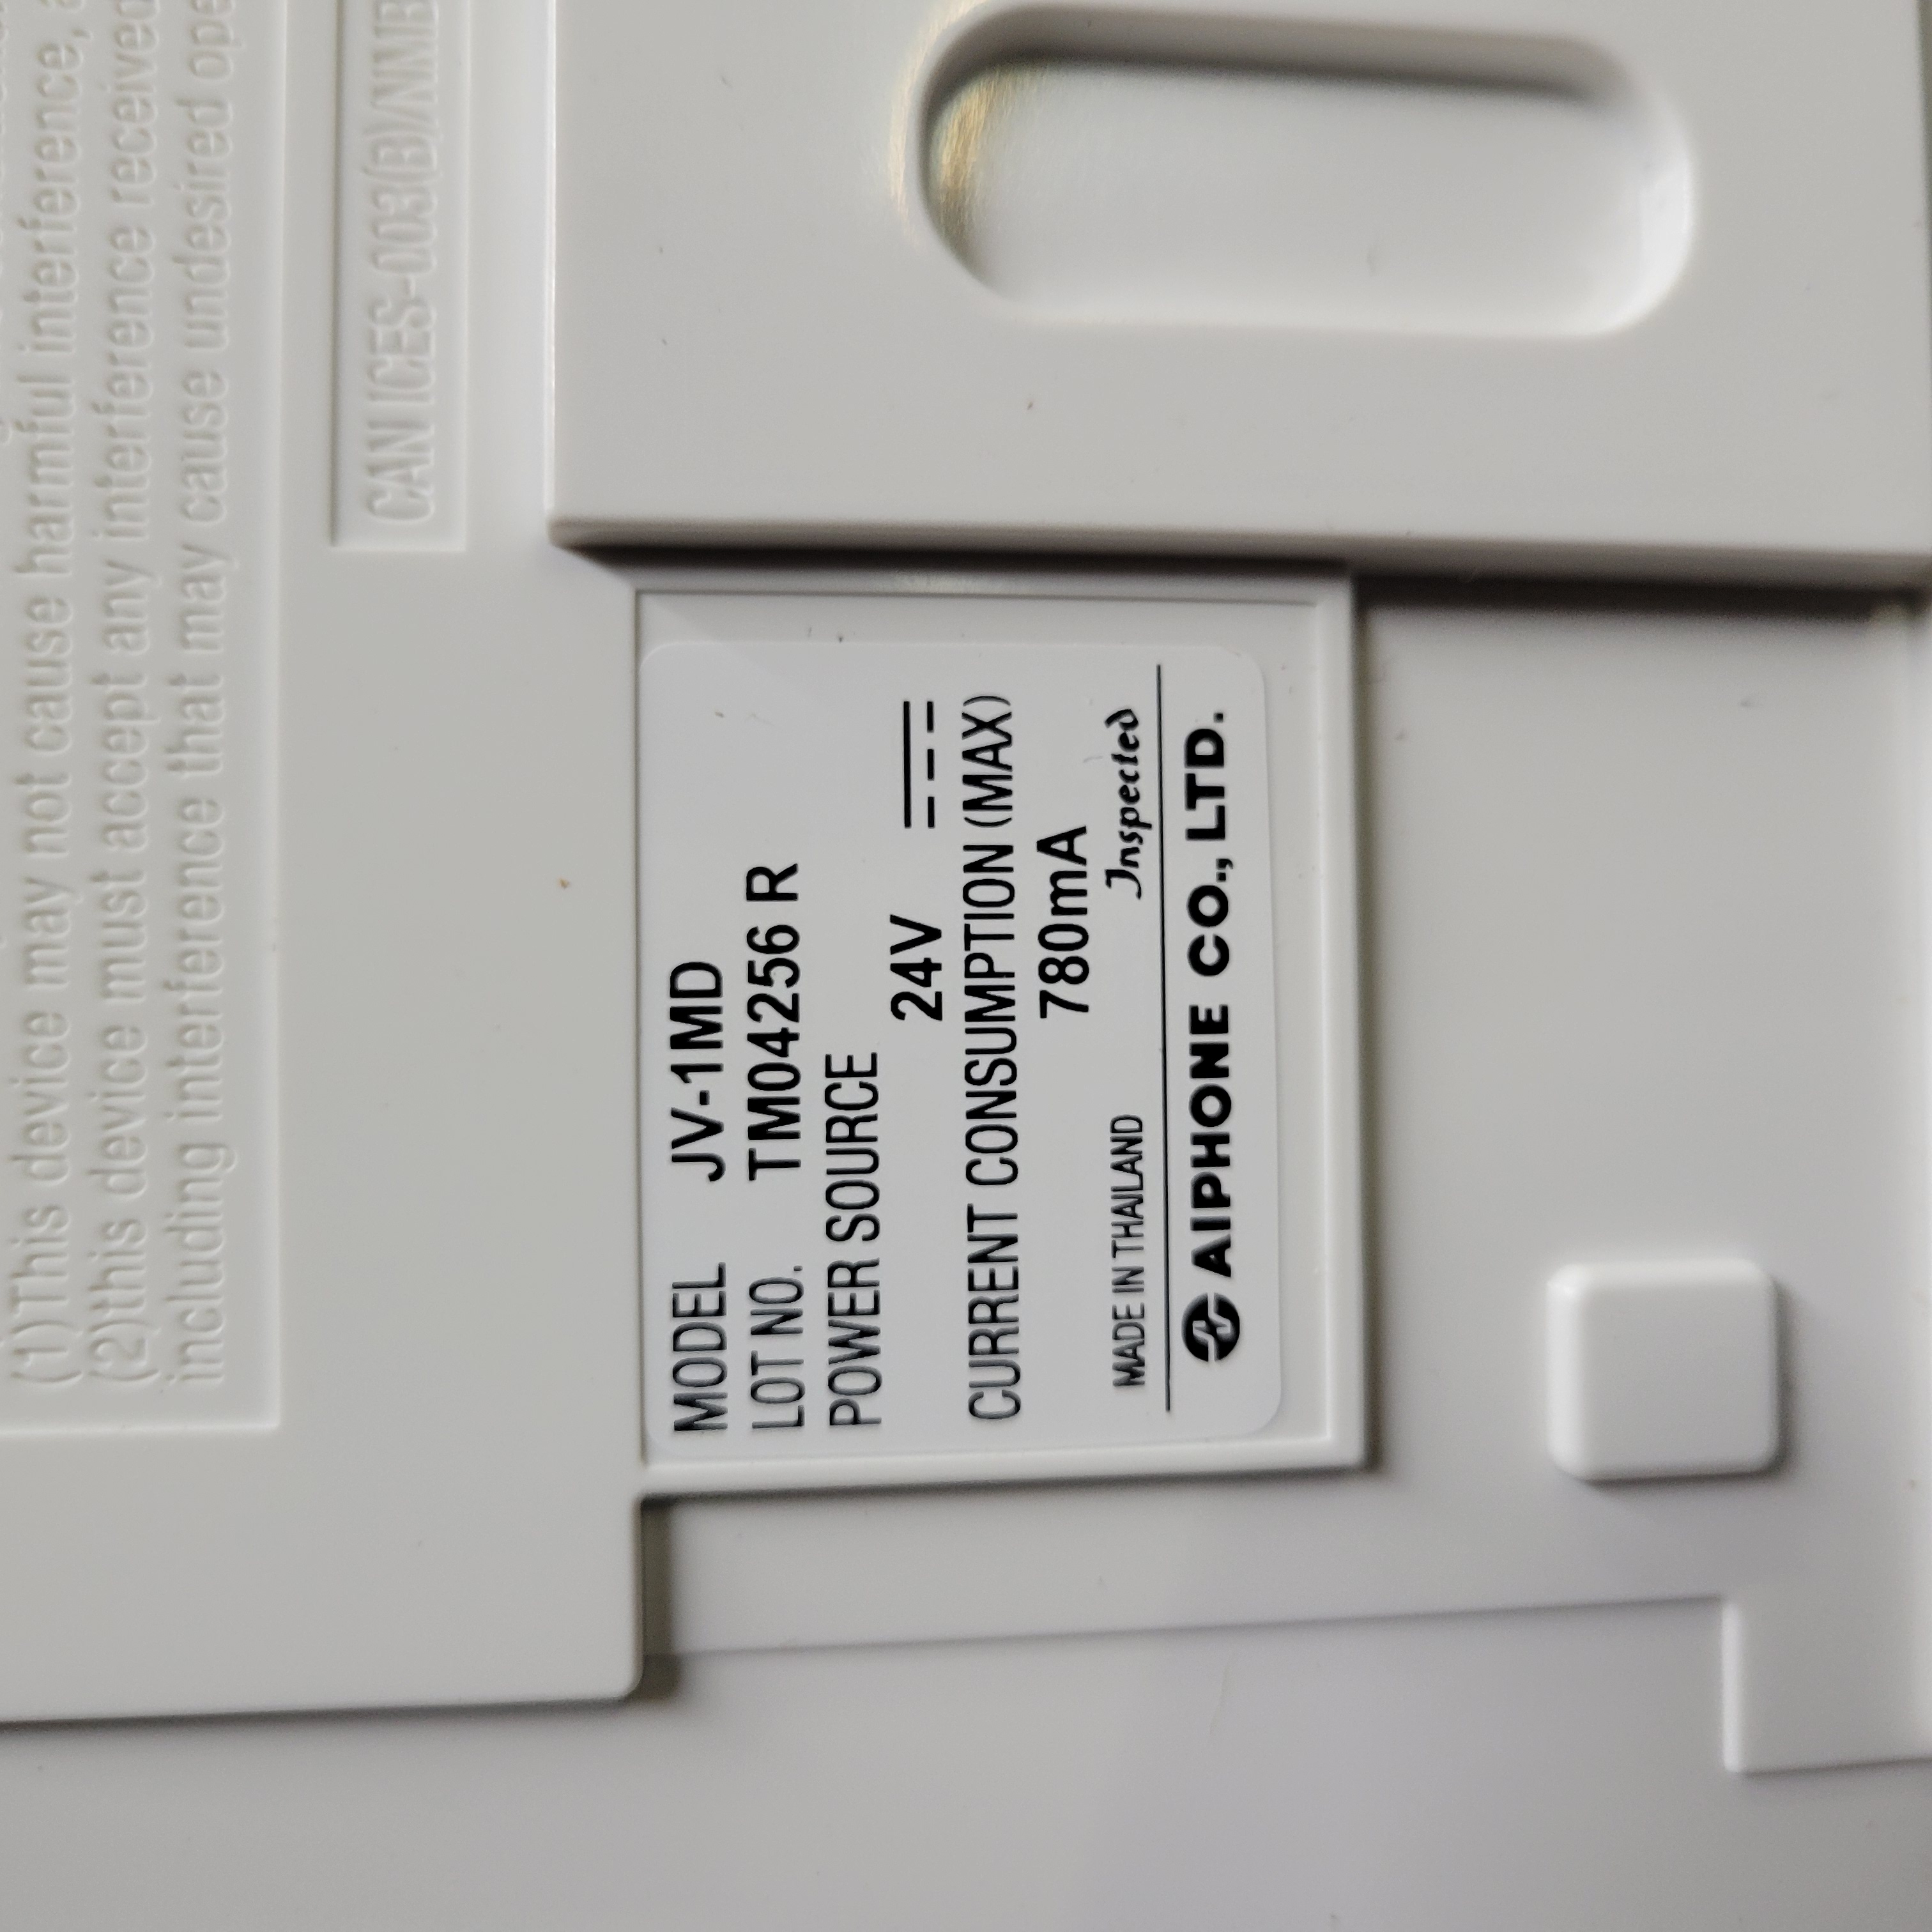 (1)This device may not cause harmful interference,
(2)this device must accept any interference received
including interference that may cause undesired
CAN ICES-003(B)/NMB
MODEL JV-1MD
LOT NO. TM04256 R
POWER SOURCE
24V ⎓
CURRENT CONSUMPTION (MAX)
780mA
MADE IN THAILAND Inspected
AIPHONE CO., LTD.